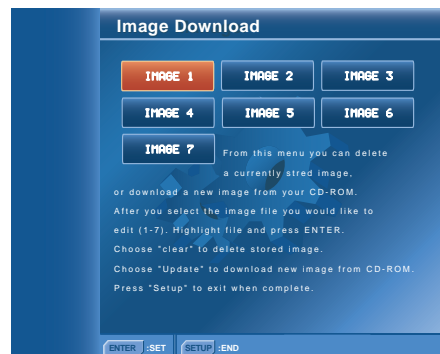 Image Download
IMAGE 1 IMAGE 2 IMAGE 3
IMAGE 4 IMAGE 5 IMAGE 6
IMAGE 7
From this menu you can delete
a currently stred image,
or download a new image from your CD-ROM.
After you select the image file you would like to
edit (1-7). Highlight file and press ENTER.
Choose "clear" to delete stored image.
Choose "Update" to download new image from CD-ROM.
Press "Setup" to exit when complete.
ENTER :SET SETUP :END